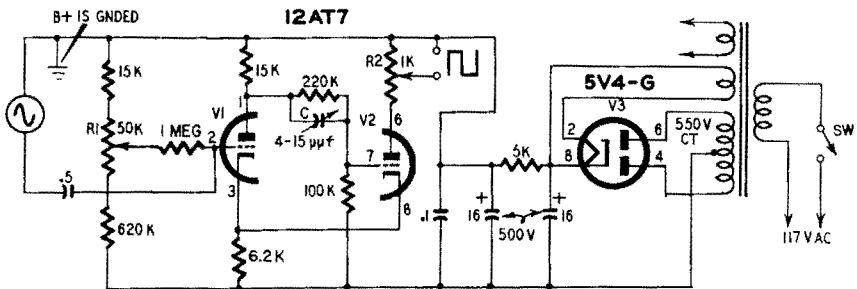 B+ IS GNDED
12AT7
15K
15K
R2
1K
5V4-G
V3
220K
R1
50K
1 MEG
V1
1
C
4-15 µµf
V2
6
2
7
2
8
6
4
550V
CT
SW
.5
3
100K
8
5K
620K
6.2K
.1
+
16
500V
+
16
117VAC